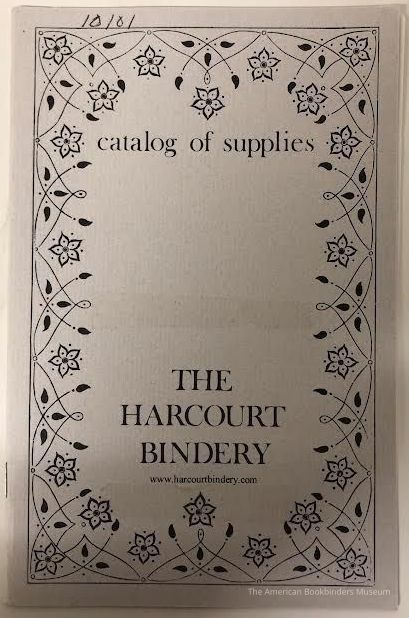 10/01
catalog of supplies
THE
HARCOURT
BINDERY
www.harcourtbindery.com
The American Bookbinders Museum